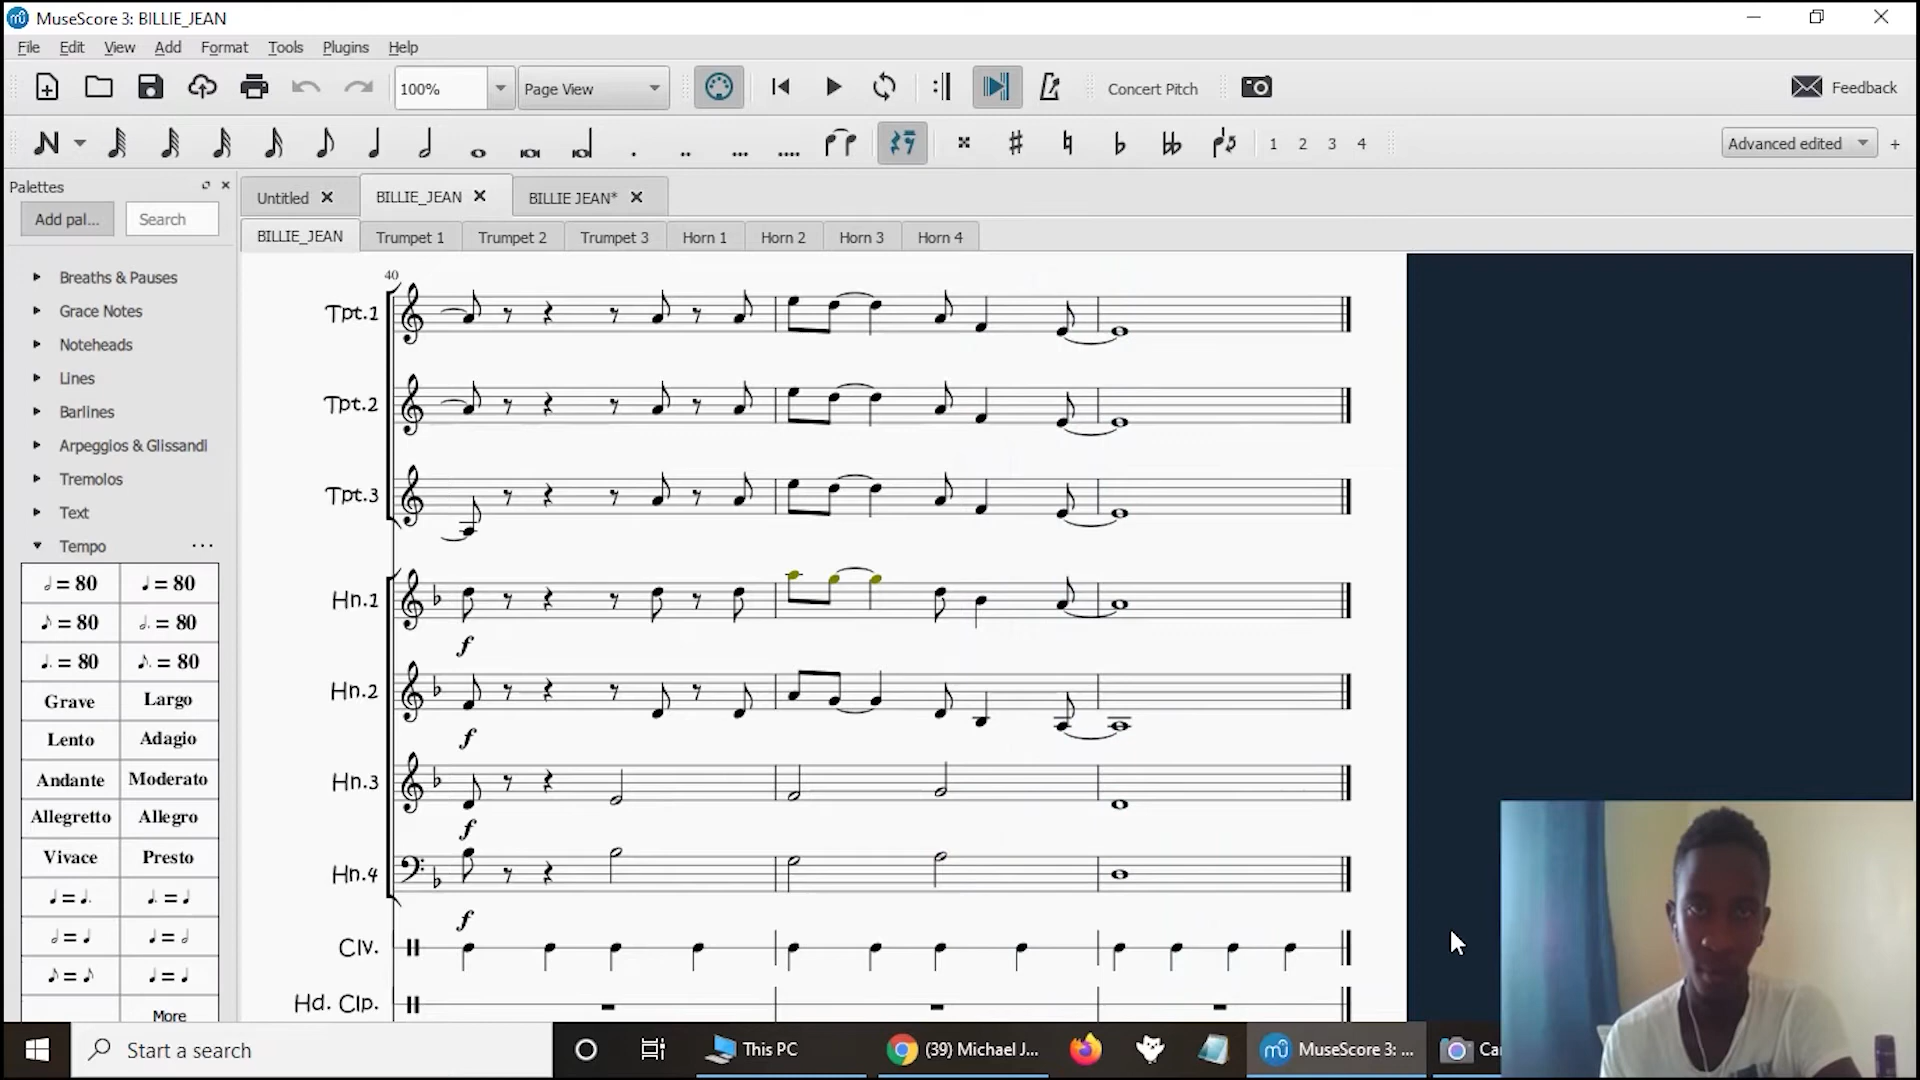 MuseScore 3: BILLIE_JEAN
File Edit View Add Format Tools Plugins Help
100% Page View Concert Pitch Feedback
1 2 3 4 Advanced edited +
Palettes
Add pal... Search
Untitled BILLIE_JEAN BILLIE JEAN*
BILLIE_JEAN Trumpet 1 Trumpet 2 Trumpet 3 Horn 1 Horn 2 Horn 3 Horn 4
Breaths & Pauses
Grace Notes
Noteheads
Lines
Barlines
Arpeggios & Glissandi
Tremolos
Text
Tempo ...
= 80 = 80
= 80 = 80
= 80 = 80
Grave Largo
Lento Adagio
Andante Moderato
Allegretto Allegro
Vivace Presto
= =
= =
= =
More
40
Tpt.1
Tpt.2
Tpt.3
Hn.1
f
Hn.2
f
Hn.3
f
Hn.4
f
Clv.
Hd. Clp.
Start a search This PC (39) Michael J... MuseScore 3: ... Ca